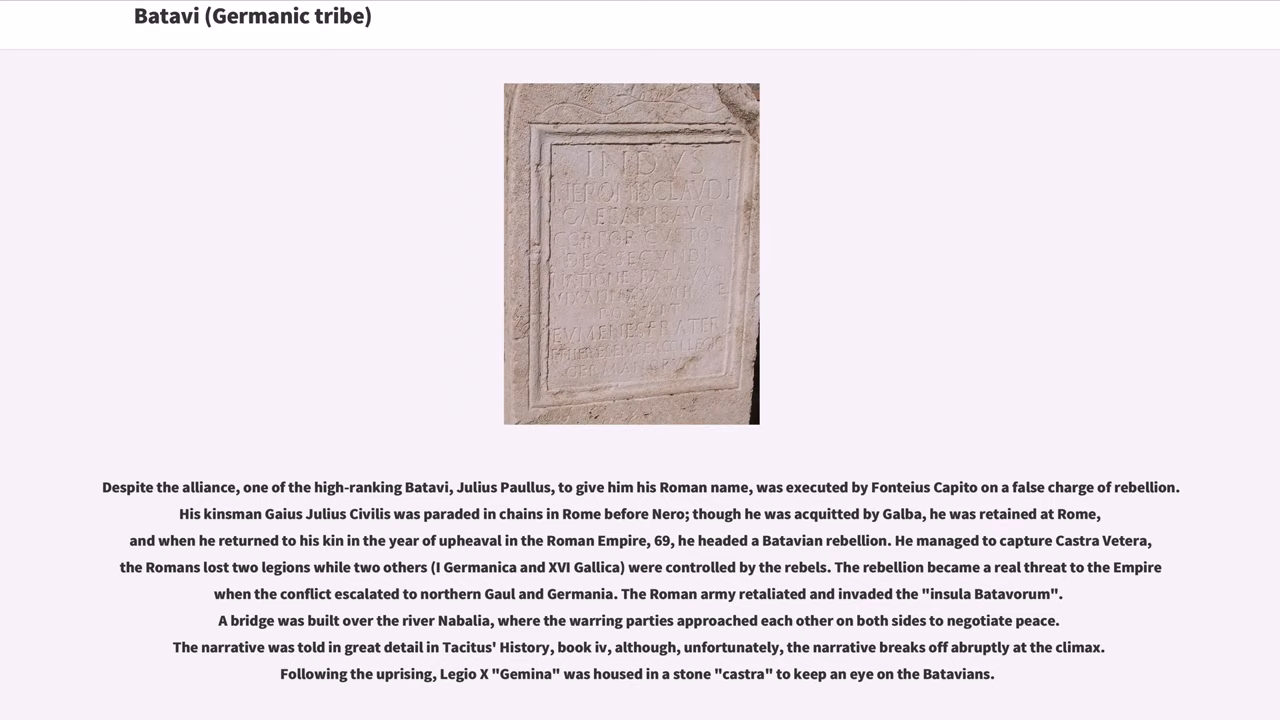 Batavi (Germanic tribe)
INDVS
NERONISCLAVDI
CAESARISAVG
CORPOR CVSTOS
DEC SECVNDI
NATIONE BATAVVS
EVMENESFRATER
Despite the alliance, one of the high-ranking Batavi, Julius Paullus, to give him his Roman name, was executed by Fonteius Capito on a false charge of rebellion.
His kinsman Gaius Julius Civilis was paraded in chains in Rome before Nero; though he was acquitted by Galba, he was retained at Rome,
and when he returned to his kin in the year of upheaval in the Roman Empire, 69, he headed a Batavian rebellion. He managed to capture Castra Vetera,
the Romans lost two legions while two others (I Germanica and XVI Gallica) were controlled by the rebels. The rebellion became a real threat to the Empire
when the conflict escalated to northern Gaul and Germania. The Roman army retaliated and invaded the "insula Batavorum".
A bridge was built over the river Nabalia, where the warring parties approached each other on both sides to negotiate peace.
The narrative was told in great detail in Tacitus' History, book iv, although, unfortunately, the narrative breaks off abruptly at the climax.
Following the uprising, Legio X "Gemina" was housed in a stone "castra" to keep an eye on the Batavians.